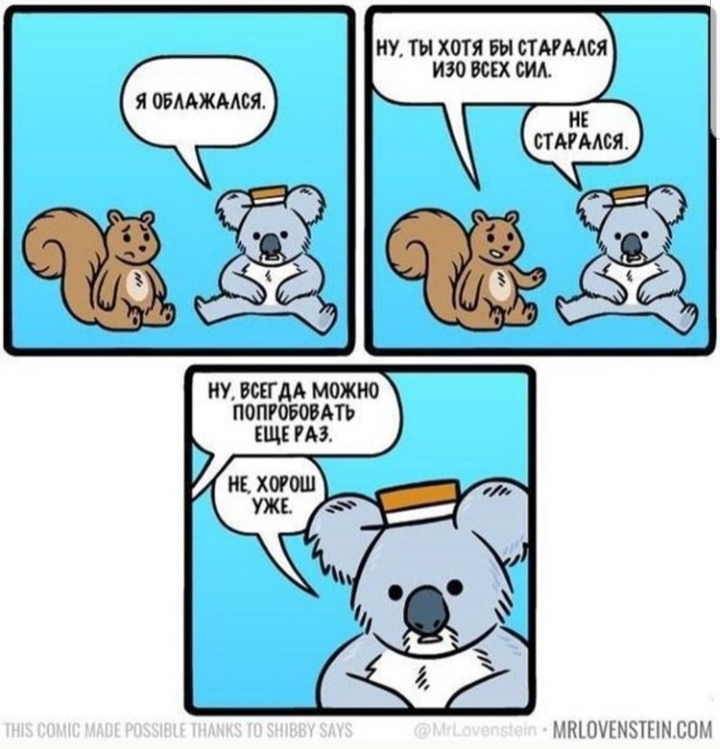 Я ОБЛАЖАЛСЯ.
НУ, ТЫ ХОТЯ БЫ СТАРАЛСЯ
ИЗО ВСЕХ СИЛ.
НЕ
СТАРАЛСЯ.
НУ, ВСЕГДА МОЖНО
ПОПРОБОВАТЬ
ЕЩЕ РАЗ.
НЕ, ХОРОШ
УЖЕ.
THIS COMIC MADE POSSIBLE THANKS TO SHIBBY SAYS @MrLovenstein • MRLOVENSTEIN.COM